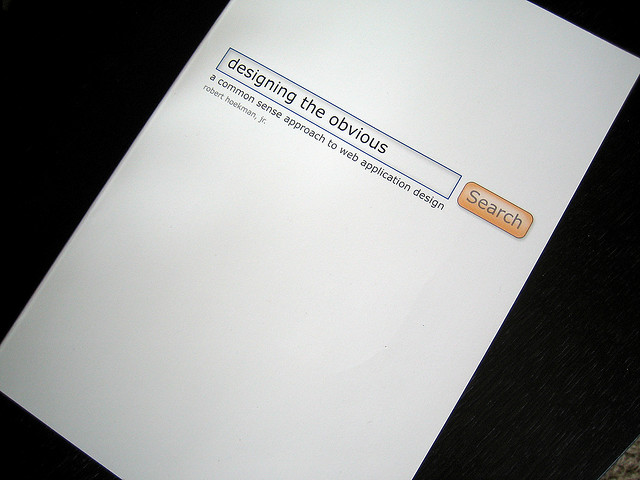 designing the obvious
Search
a common sense approach to web application design
robert hoekman, jr.